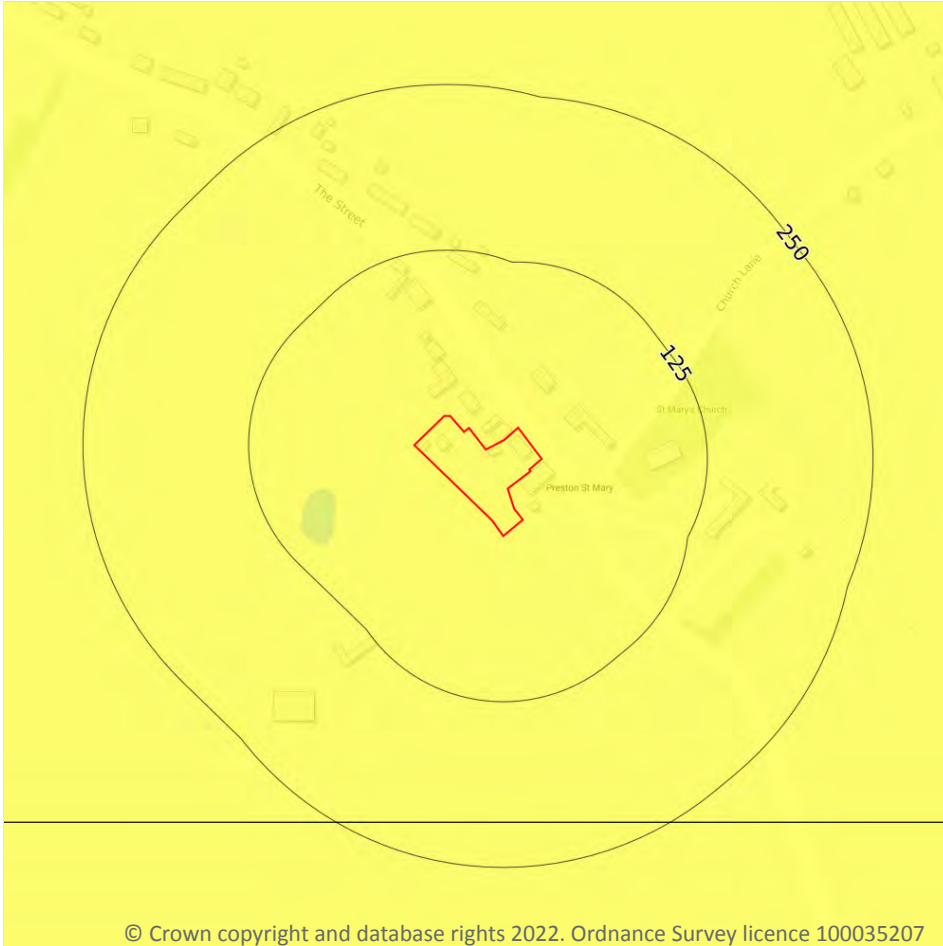 The Street
250
Church Lane
125
St Mary's Church
Preston St Mary
© Crown copyright and database rights 2022. Ordnance Survey licence 100035207